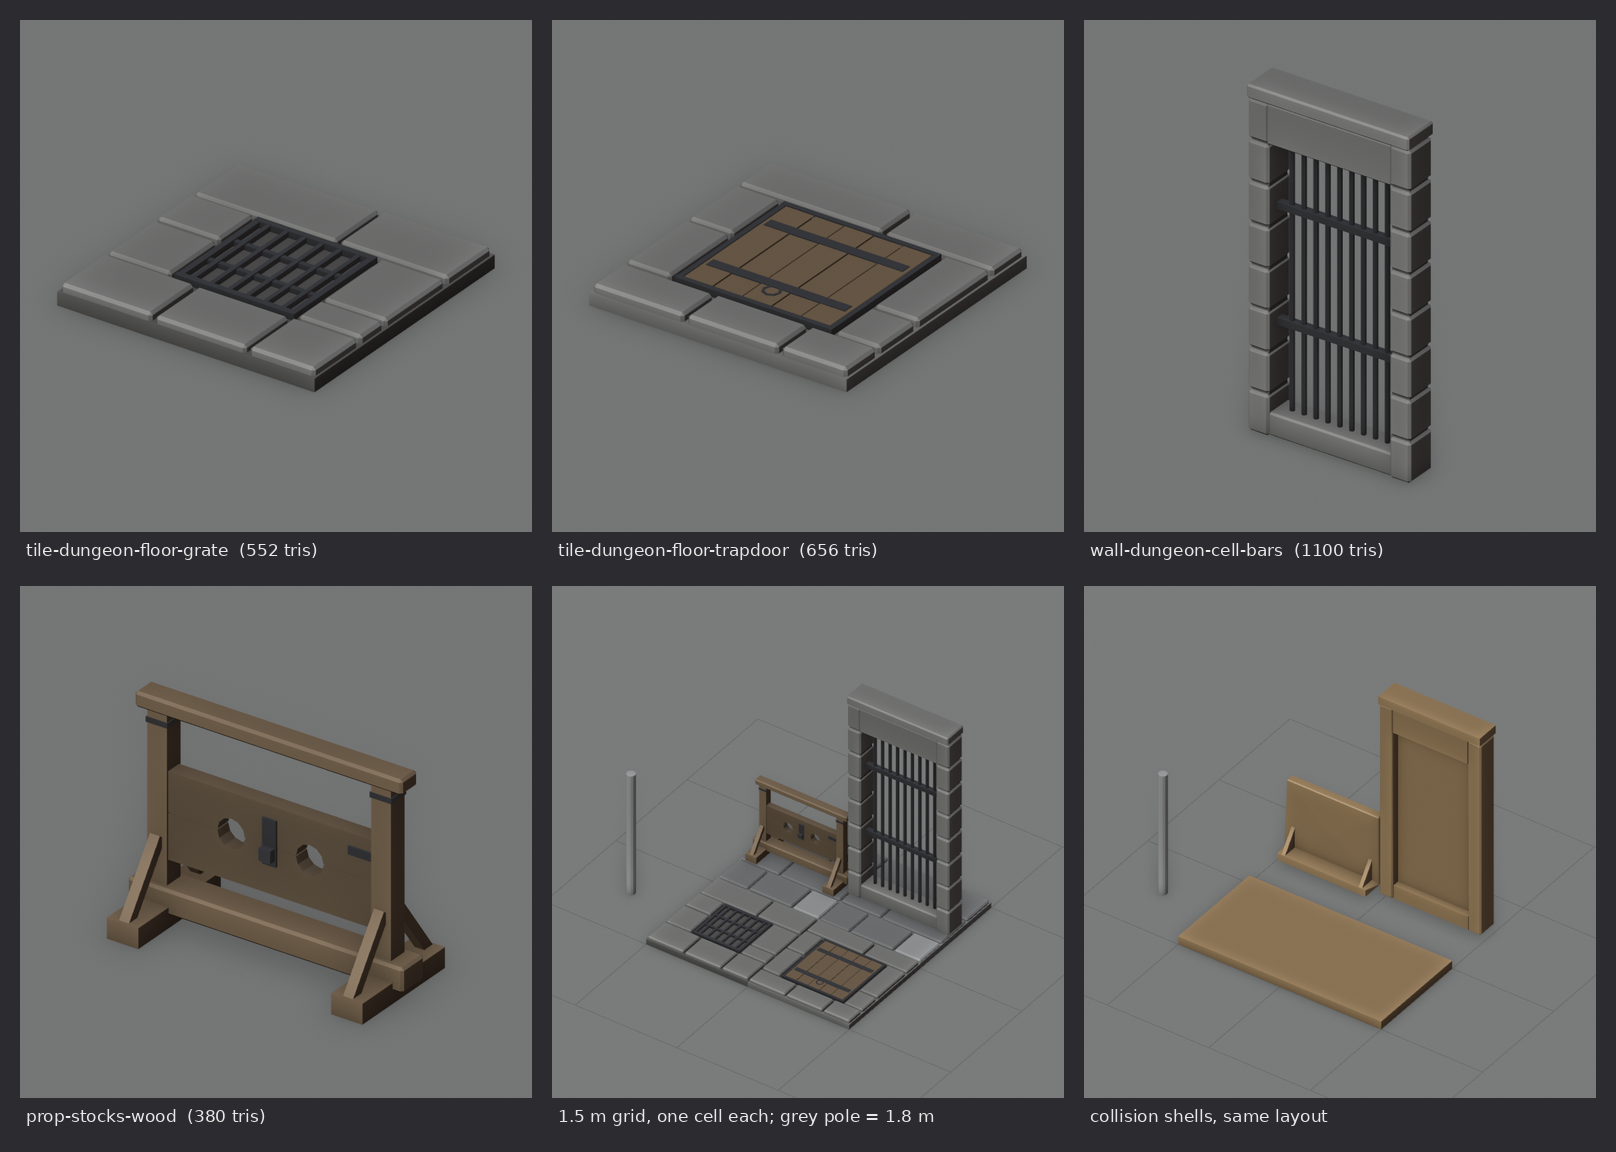 tile-dungeon-floor-grate  (552 tris)
tile-dungeon-floor-trapdoor  (656 tris)
wall-dungeon-cell-bars  (1100 tris)
prop-stocks-wood  (380 tris)
1.5 m grid, one cell each; grey pole = 1.8 m
collision shells, same layout